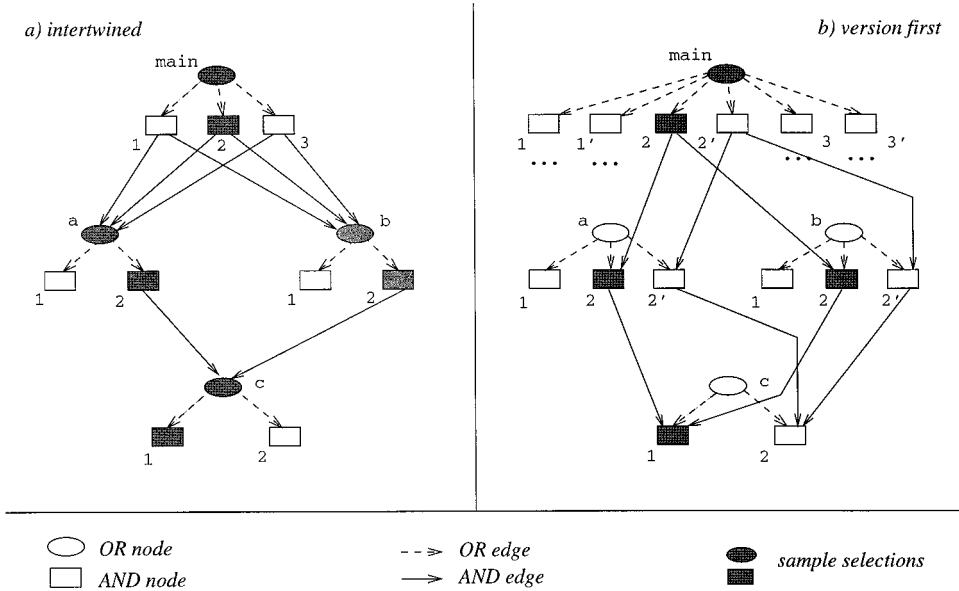 a) intertwined
main
1
2
3
a
b
1
2
1
2
c
1
2
b) version first
main
1
1'
2
2'
3
3'
...
...
...
...
a
b
1
2
2'
1
2
2'
c
1
2
OR node
AND node
OR edge
AND edge
sample selections